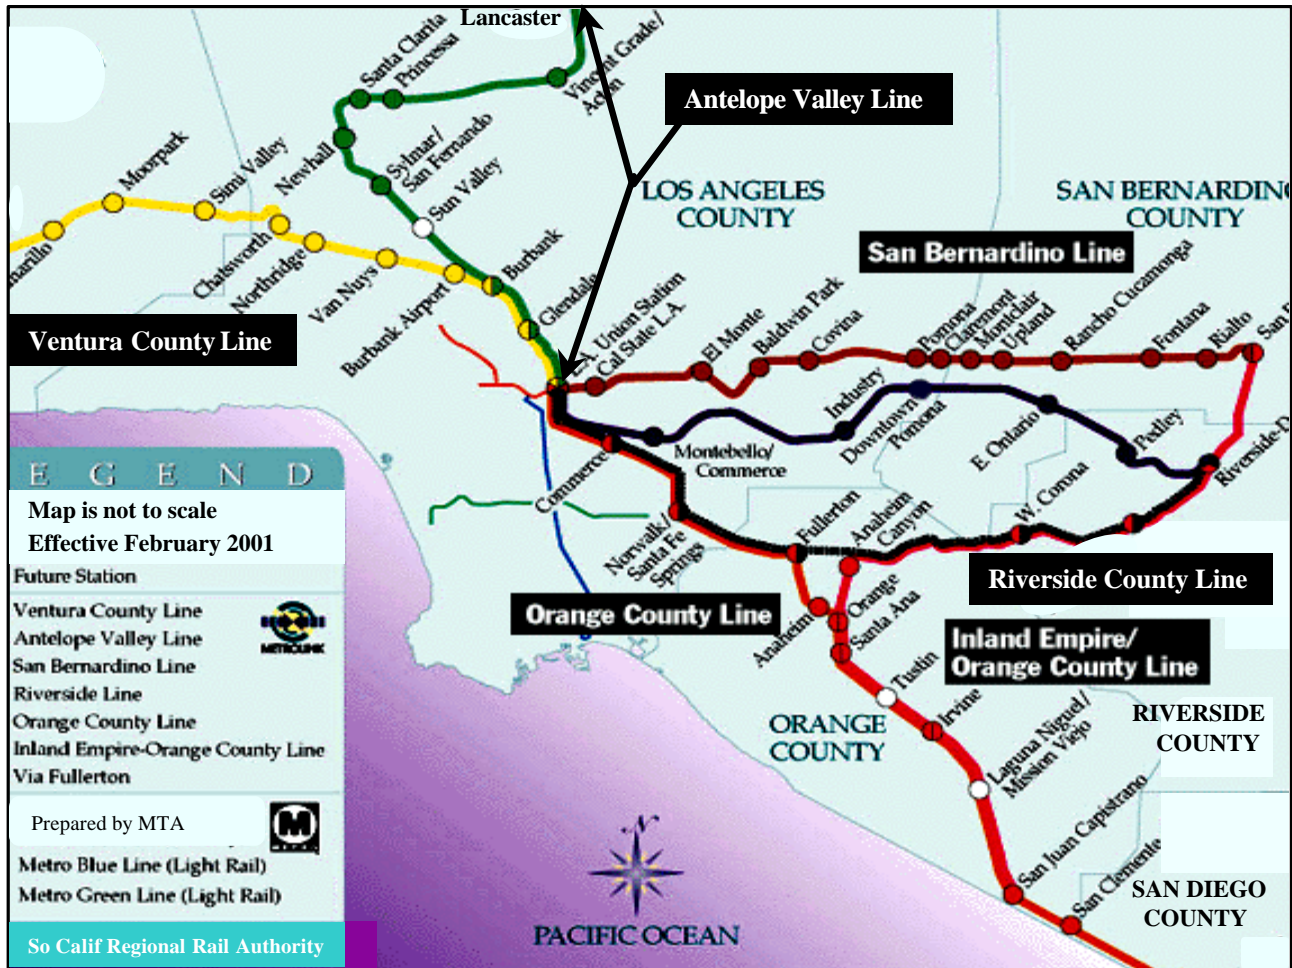 Lancaster
Santa Clarita
Princessa
Vincent Grade/
Acton
Antelope Valley Line
Moorpark
Simi Valley
Newhall
Sylmar/
San Fernando
Sun Valley
LOS ANGELES
COUNTY
SAN BERNARDINO
COUNTY
San Bernardino Line
marillo
Chatsworth
Northridge
Van Nuys
Burbank Airport
Burbank
Glendale
Ventura County Line
L.A. Union Station
Cal State L.A.
El Monte
Baldwin Park
Covina
Pomona
Claremont
Montclair
Upland
Rancho Cucamonga
Fontana
Rialto
San B
Industry
Downtown
Pomona
E. Ontario
Pedley
Riverside-D
Montebello/
Commerce
Commerce
W. Corona
Norwalk/
Santa Fe
Springs
Fullerton
Anaheim
Canyon
Riverside County Line
Orange County Line
Anaheim
Orange
Santa Ana
Inland Empire/
Orange County Line
Tustin
Irvine
Laguna Niguel/
Mission Viejo
ORANGE
COUNTY
RIVERSIDE
COUNTY
San Juan Capistrano
San Clemente
SAN DIEGO
COUNTY
N
PACIFIC OCEAN
E G E N D
Map is not to scale
Effective February 2001
Future Station
Ventura County Line
Antelope Valley Line
METROLINK
San Bernardino Line
Riverside Line
Orange County Line
Inland Empire-Orange County Line
Via Fullerton
Prepared by MTA
M
Metro Blue Line (Light Rail)
Metro Green Line (Light Rail)
So Calif Regional Rail Authority